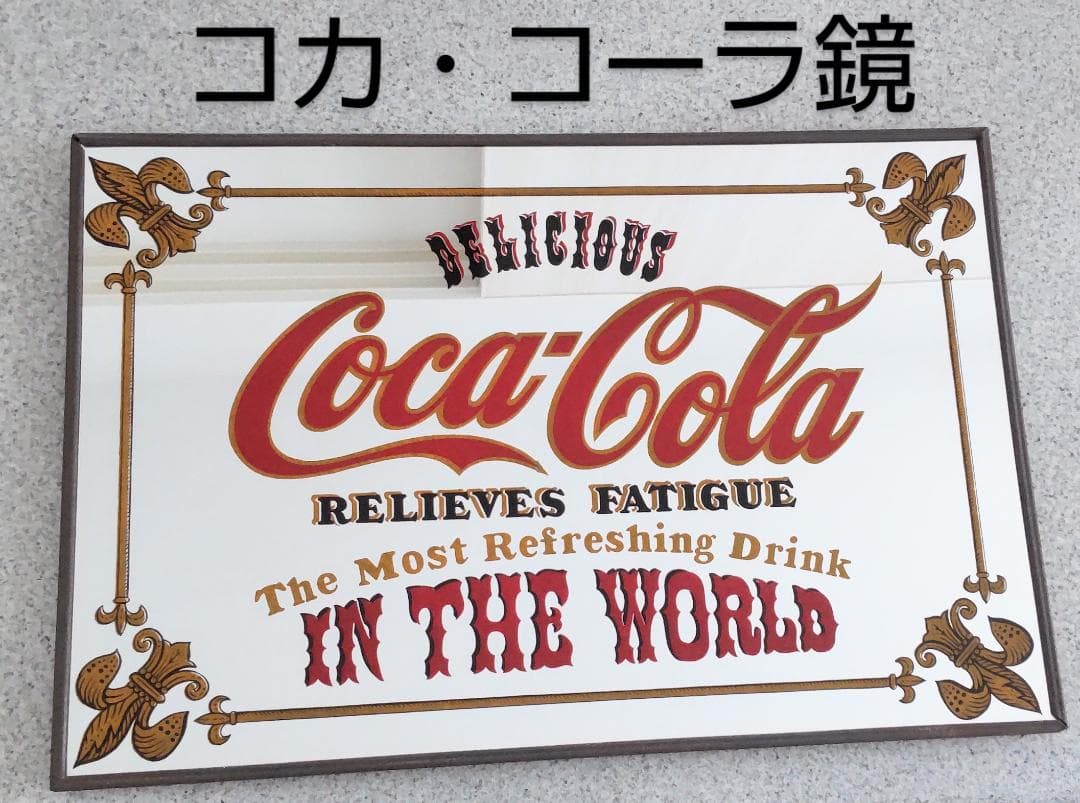 コカ・コーラ鏡
DELICIOUS
Coca-Cola
RELIEVES FATIGUE
The Most Refreshing Drink
IN THE WORLD